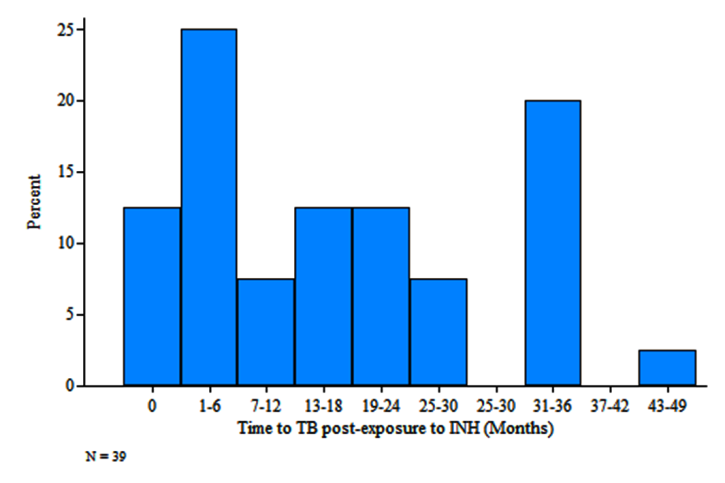 25
20
15
10
5
0
Percent
0 1-6 7-12 13-18 19-24 25-30 25-30 31-36 37-42 43-49
Time to TB post-exposure to INH (Months)
N = 39